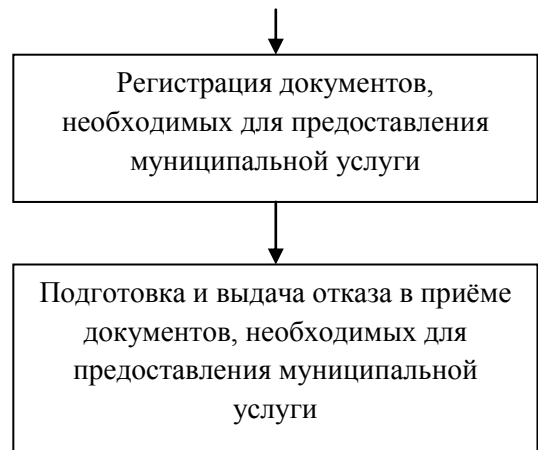 Регистрация документов,
необходимых для предоставления
муниципальной услуги
Подготовка и выдача отказа в приёме
документов, необходимых для
предоставления муниципальной
услуги